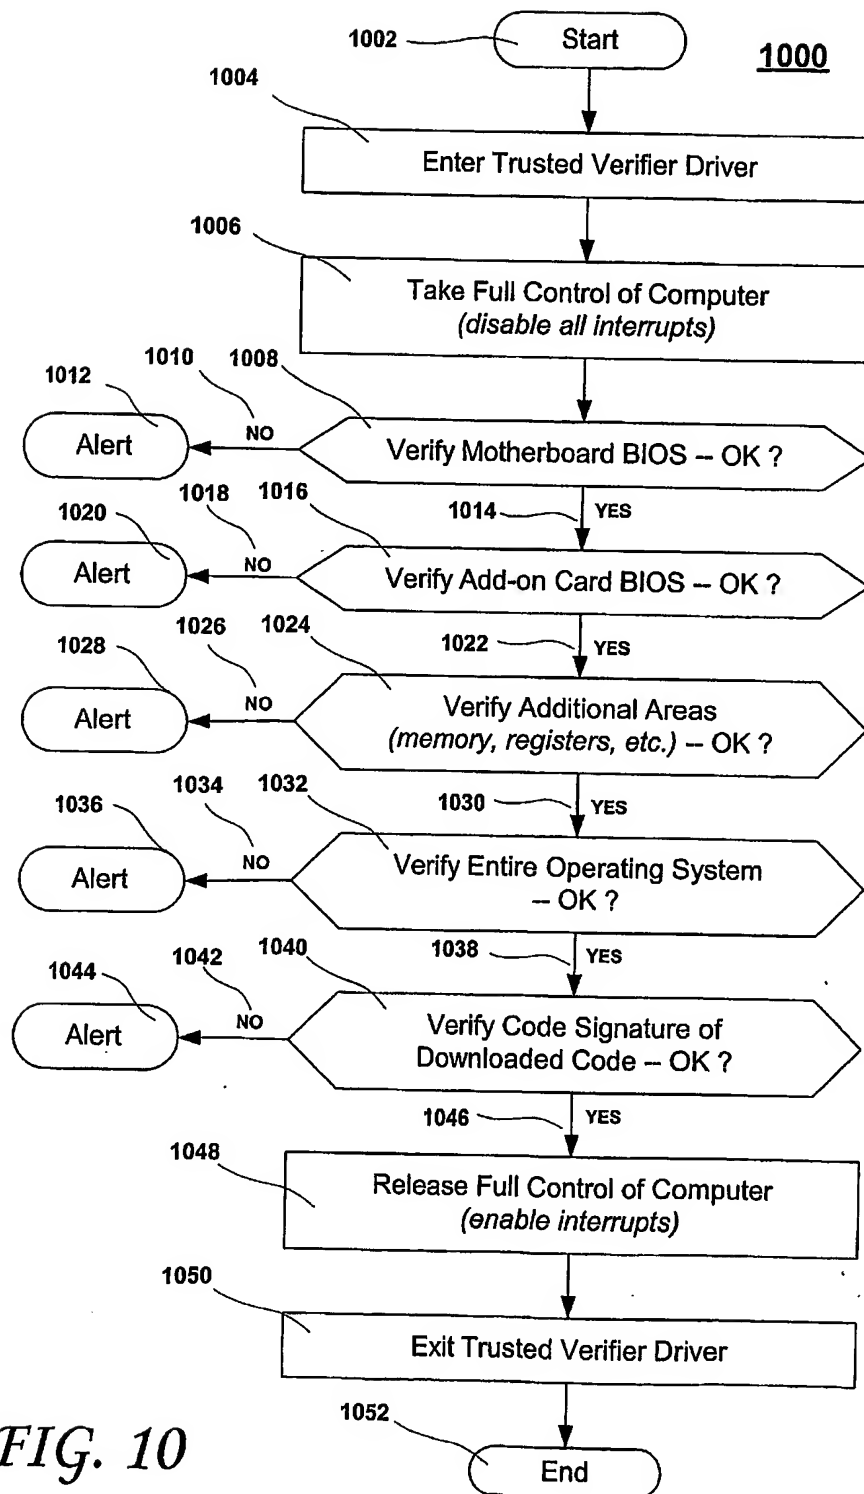 1002
Start
1000
1004
Enter Trusted Verifier Driver
1006
Take Full Control of Computer
(disable all interrupts)
1008
1010
1012
NO
Alert
Verify Motherboard BIOS – OK ?
1014
YES
1016
1018
1020
NO
Alert
Verify Add-on Card BIOS – OK ?
1022
YES
1024
1026
1028
NO
Alert
Verify Additional Areas
(memory, registers, etc.) – OK ?
1030
YES
1032
1034
1036
NO
Alert
Verify Entire Operating System
– OK ?
1038
YES
1040
1042
1044
NO
Alert
Verify Code Signature of
Downloaded Code – OK ?
1046
YES
1048
Release Full Control of Computer
(enable interrupts)
1050
Exit Trusted Verifier Driver
1052
End
FIG. 10